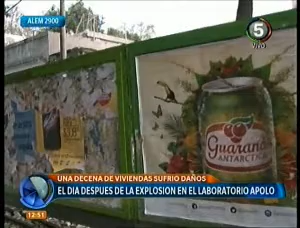 ALEM 2900
5
Vivo
Guaraná
ANTARCTICA
UNA DECENA DE VIVIENDAS SUFRIO DAÑOS
EL DIA DESPUES DE LA EXPLOSION EN EL LABORATORIO APOLO
12:51